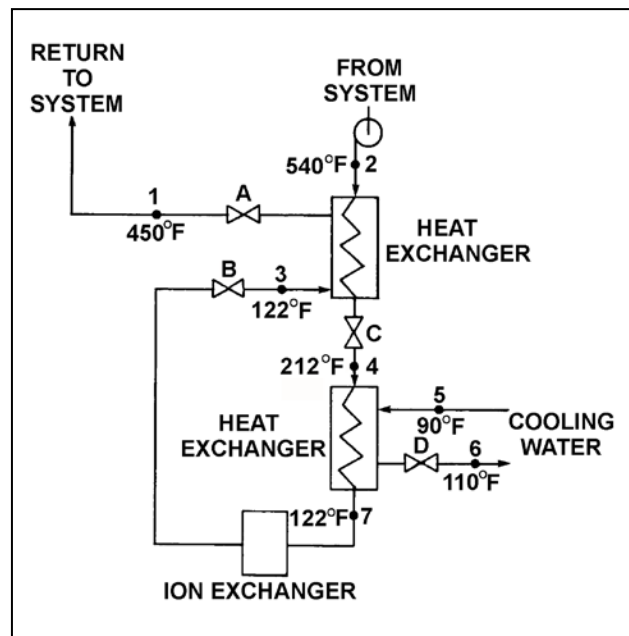 RETURN
TO
SYSTEM
FROM
SYSTEM
540°F
2
1
A
450°F
HEAT
EXCHANGER
B
3
122°F
C
212°F
4
HEAT
EXCHANGER
5
90°F
COOLING
WATER
D
6
110°F
122°F
7
ION EXCHANGER